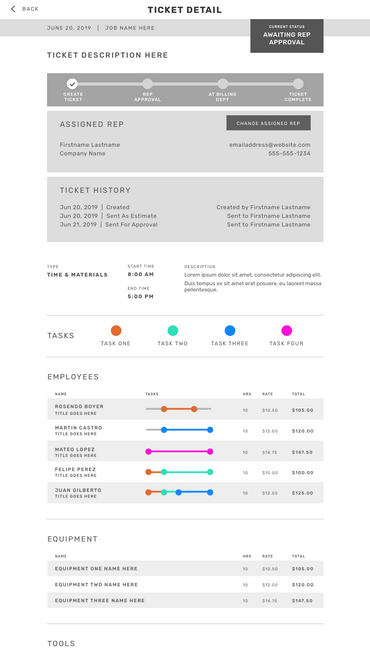 BACK
TICKET DETAIL
JUNE 20, 2019 | JOB NAME HERE
CURRENT STATUS
AWAITING REP
APPROVAL
TICKET DESCRIPTION HERE
CREATE
TICKET
REP
APPROVAL
AT BILLING
DEPT
TICKET
COMPLETE
ASSIGNED REP
CHANGE ASSIGNED REP
Firstname Lastname
emailaddress@website.com
Company Name
555-555-1234
TICKET HISTORY
Jun 20, 2019 | Created
Created by Firstname Lastname
Jun 20, 2019 | Sent As Estimate
Sent to Firstname Lastname
Jun 21, 2019 | Sent For Approval
Sent to Firstname Lastname
TYPE
TIME & MATERIALS
START TIME
8:00 AM
END TIME
5:00 PM
DESCRIPTION
Lorem ipsum dolor sit amet, consectetur adipiscing elit.
Duis tempus ex sit amet erat posuere, eu laoreet massa
pellentesque.
TASKS
TASK ONE
TASK TWO
TASK THREE
TASK FOUR
EMPLOYEES
NAME TASKS HRS RATE TOTAL
ROSENDO BOYER
TITLE GOES HERE
10 $10.50 $105.00
MARTIN CASTRO
TITLE GOES HERE
10 $12.00 $120.00
MATEO LOPEZ
TITLE GOES HERE
10 $14.75 $147.50
FELIPE PEREZ
TITLE GOES HERE
10 $10.00 $100.00
JUAN GILBERTO
TITLE GOES HERE
10 $12.50 $125.00
EQUIPMENT
NAME HRS RATE TOTAL
EQUIPMENT ONE NAME HERE 10 $10.50 $105.00
EQUIPMENT TWO NAME HERE 10 $12.00 $120.00
EQUIPMENT THREE NAME HERE 10 $14.75 $147.50
TOOLS